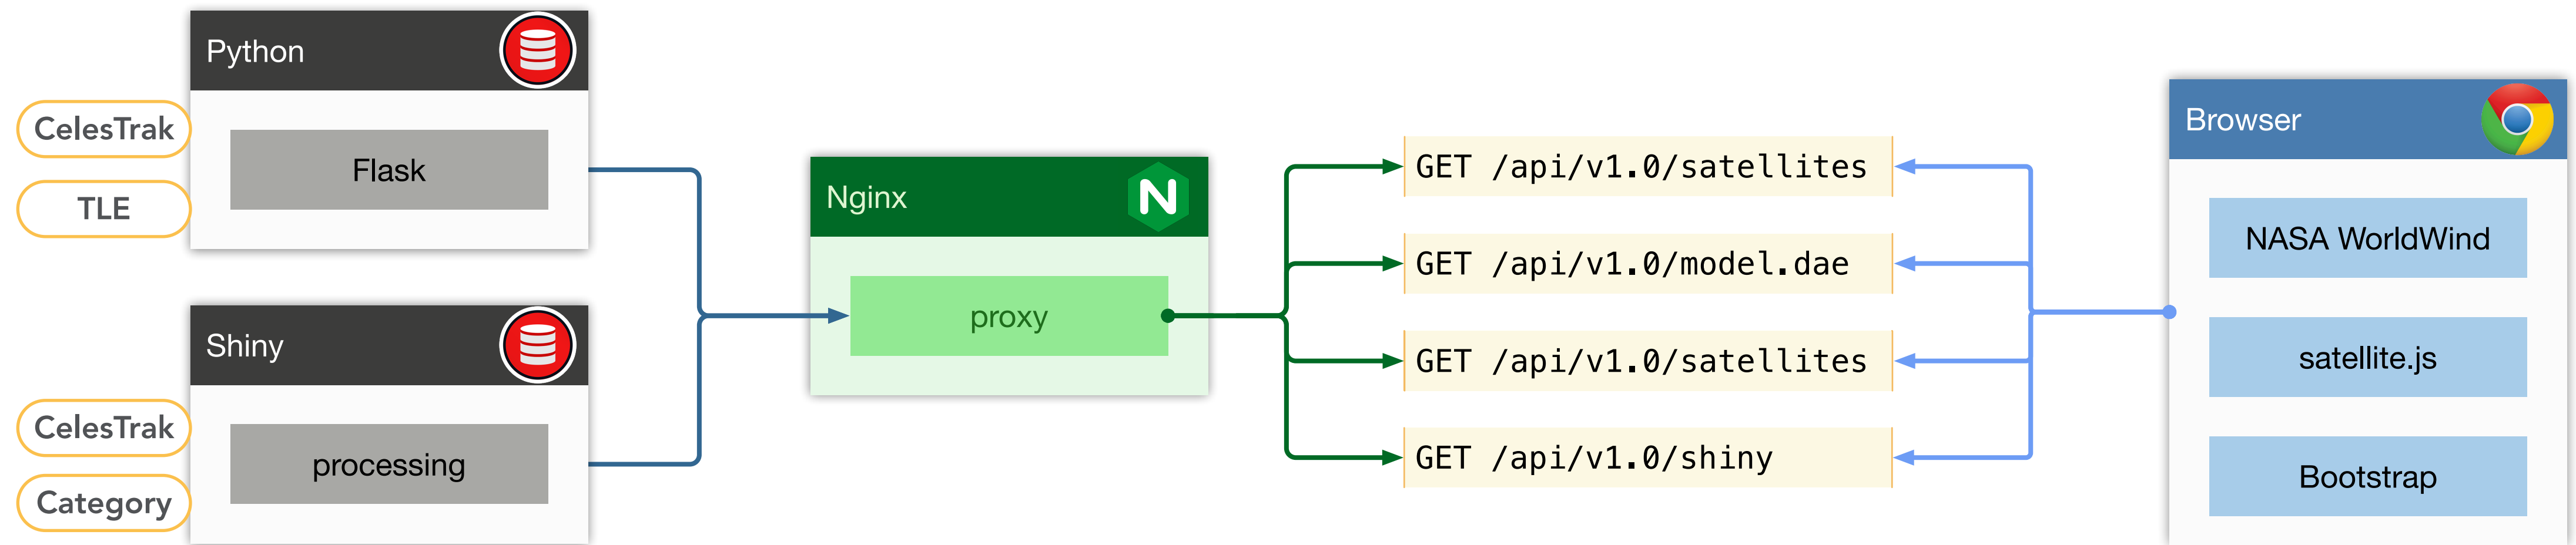 Python
CelesTrak
TLE
Flask
Shiny
CelesTrak
Category
processing
Nginx
N
proxy
GET /api/v1.0/satellites
GET /api/v1.0/model.dae
GET /api/v1.0/satellites
GET /api/v1.0/shiny
Browser
NASA WorldWind
satellite.js
Bootstrap